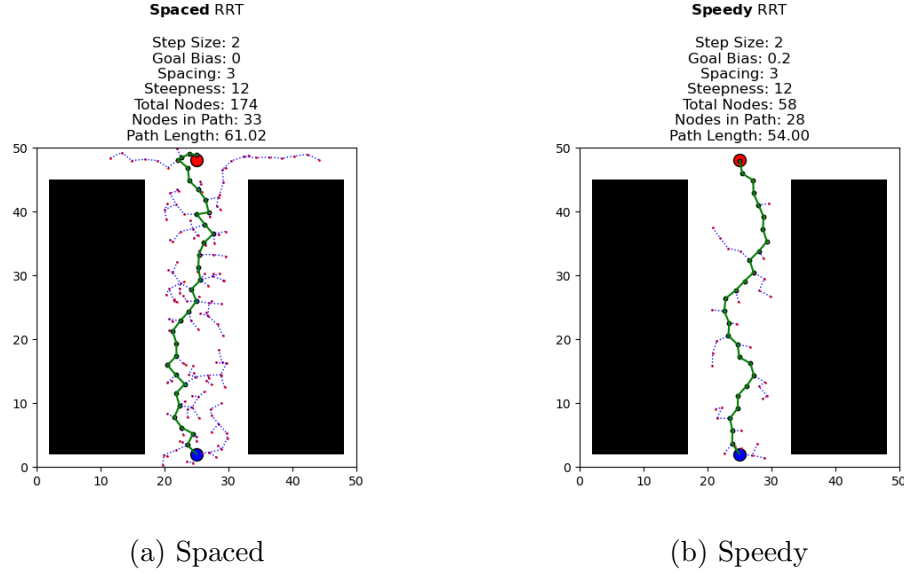 Spaced RRT
Step Size: 2
Goal Bias: 0
Spacing: 3
Steepness: 12
Total Nodes: 174
Nodes in Path: 33
Path Length: 61.02
50
40
30
20
10
0
0 10 20 30 40 50
(a) Spaced
Speedy RRT
Step Size: 2
Goal Bias: 0.2
Spacing: 3
Steepness: 12
Total Nodes: 58
Nodes in Path: 28
Path Length: 54.00
50
40
30
20
10
0
0 10 20 30 40 50
(b) Speedy